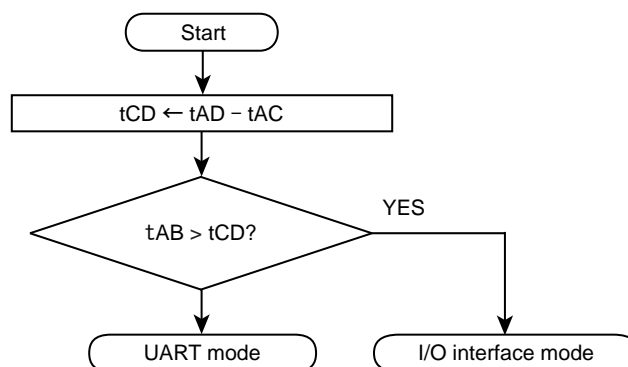 Start
tCD ← tAD − tAC
tAB > tCD?
YES
UART mode
I/O interface mode